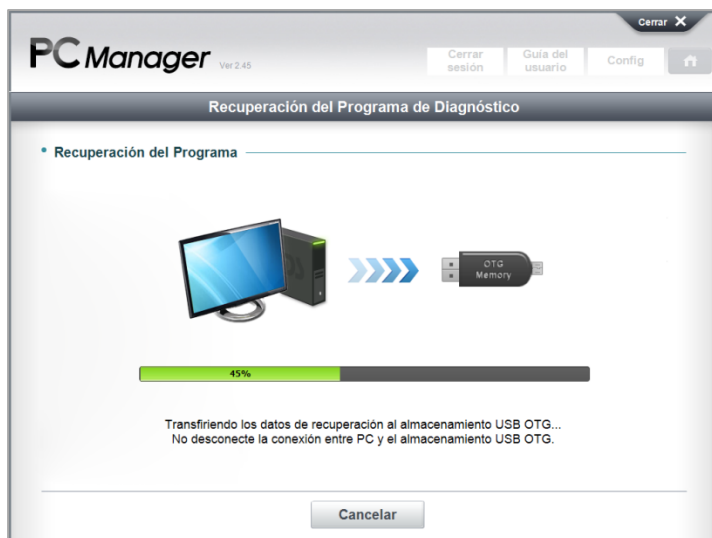 Cerrar X
PC Manager Ver 2.45
Cerrar sesión
Guía del usuario
Config
Recuperación del Programa de Diagnóstico
Recuperación del Programa
OTG
Memory
45%
Transfiriendo los datos de recuperación al almacenamiento USB OTG...
No desconecte la conexión entre PC y el almacenamiento USB OTG.
Cancelar